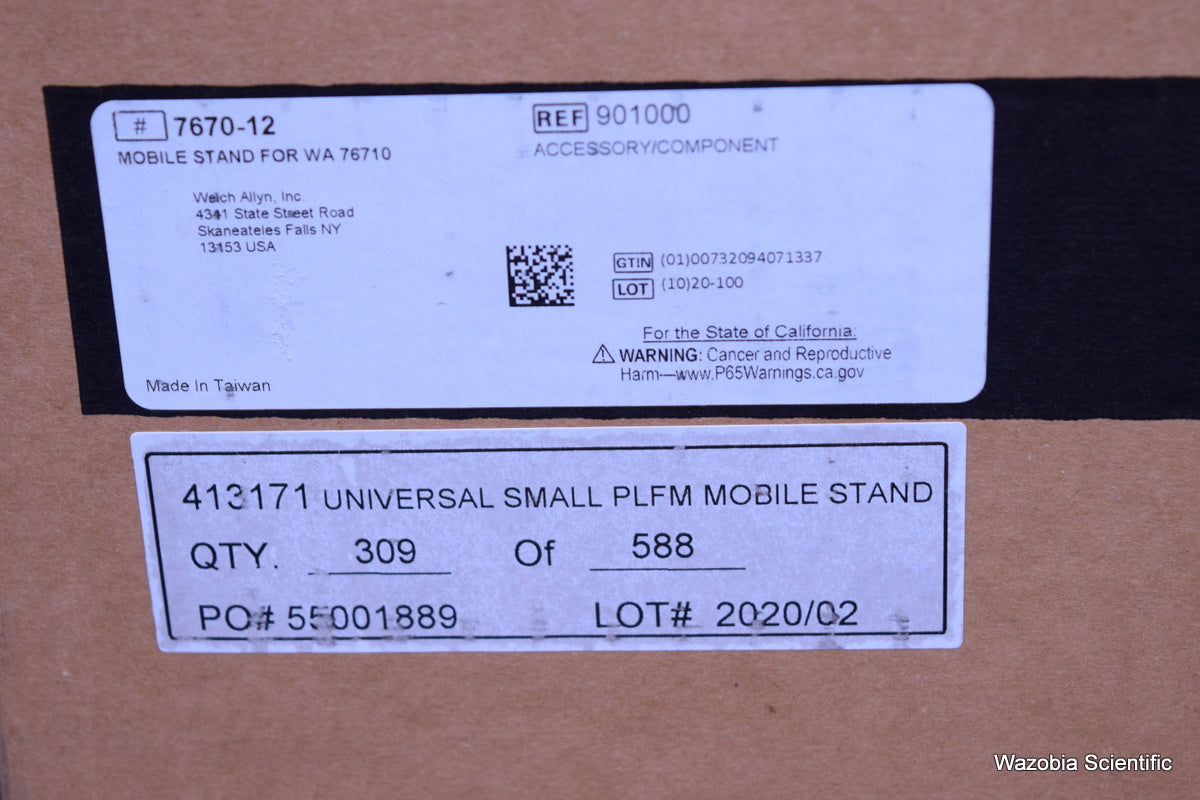 # 7670-12
MOBILE STAND FOR WA 76710
REF 901000
ACCESSORY/COMPONENT
Welch Allyn, Inc.
4341 State Street Road
Skaneateles Falls NY
13153 USA
GTIN (01)00732094071337
LOT (10)20-100
For the State of California:
WARNING: Cancer and Reproductive
Harm—www.P65Warnings.ca.gov
Made In Taiwan
413171 UNIVERSAL SMALL PLFM MOBILE STAND
QTY. 309 Of 588
PO# 55001889 LOT# 2020/02
Wazobia Scientific